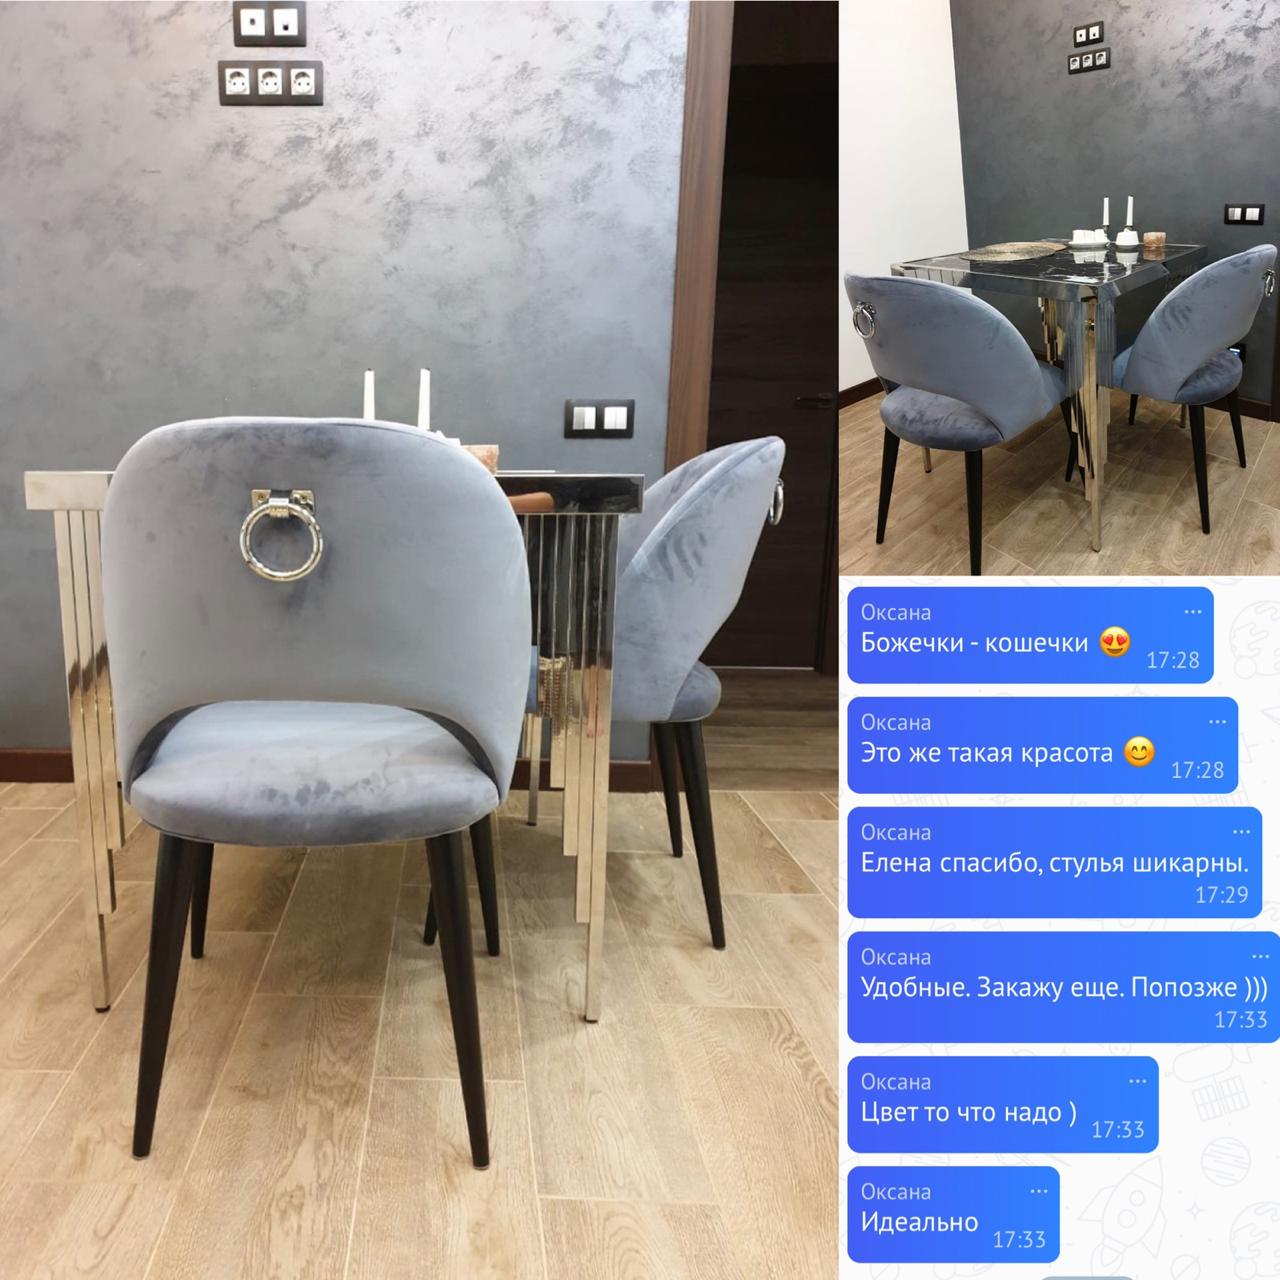 Оксана
Божечки - кошечки 😍
17:28
Оксана
Это же такая красота 😊
17:28
Оксана
Елена спасибо, стулья шикарны.
17:29
Оксана
Удобные. Закажу еще. Попозже )))
17:33
Оксана
Цвет то что надо )
17:33
Оксана
Идеально
17:33